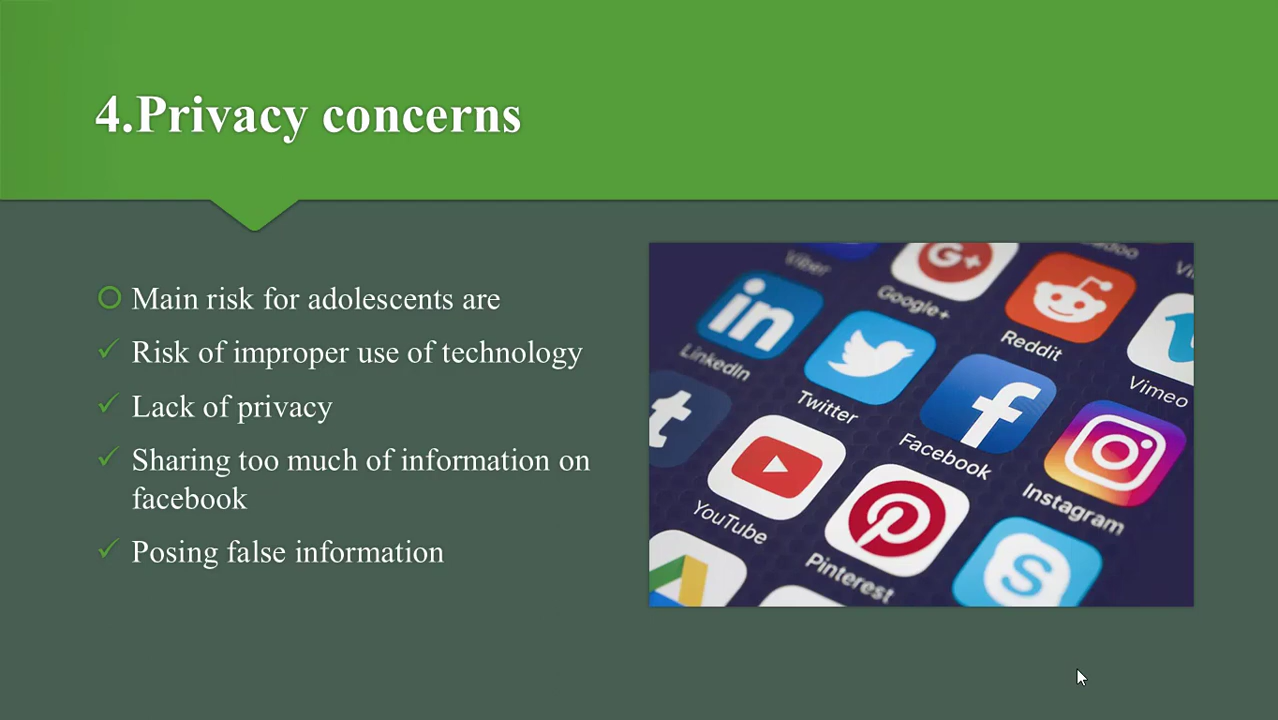 4.Privacy concerns
Main risk for adolescents are
Risk of improper use of technology
Lack of privacy
Sharing too much of information on
facebook
Posing false information
Viber
Google+
Reddit
LinkedIn
Twitter
Vimeo
Facebook
Instagram
YouTube
Pinterest